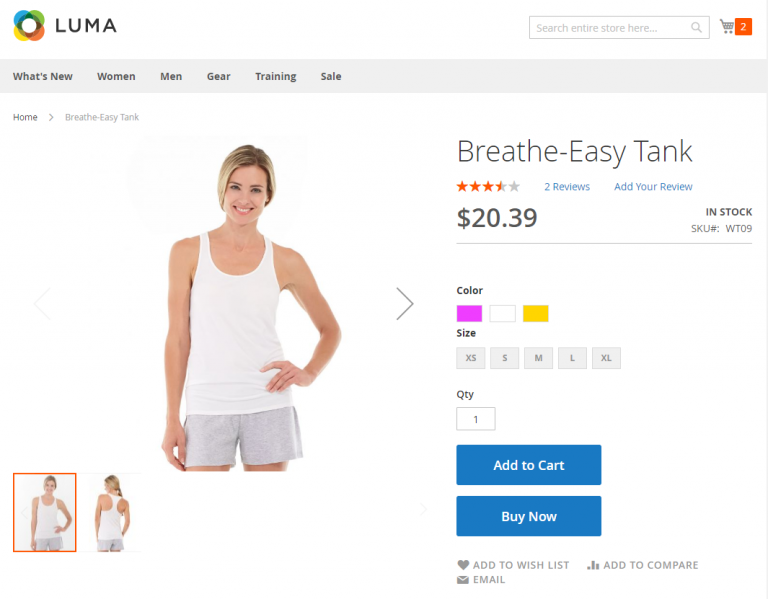 LUMA
Search entire store here...
2
What's New Women Men Gear Training Sale
Home > Breathe-Easy Tank
Breathe-Easy Tank
2 Reviews Add Your Review
$20.39
IN STOCK
SKU#: WT09
Color
Size
XS S M L XL
Qty
1
Add to Cart
Buy Now
ADD TO WISH LIST ADD TO COMPARE
EMAIL